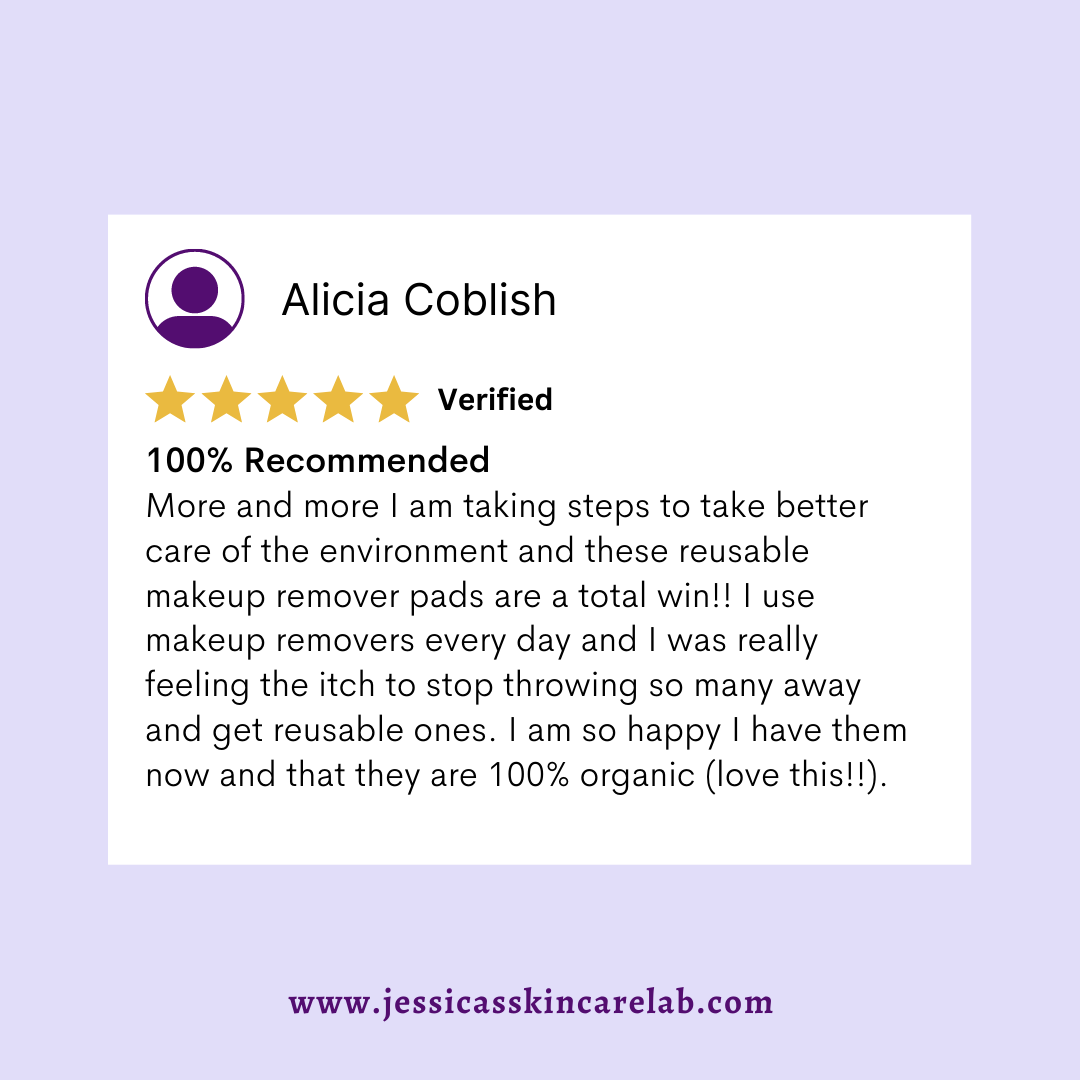 Alicia Coblish
Verified
100% Recommended
More and more I am taking steps to take better
care of the environment and these reusable
makeup remover pads are a total win!! I use
makeup removers every day and I was really
feeling the itch to stop throwing so many away
and get reusable ones. I am so happy I have them
now and that they are 100% organic (love this!!).
www.jessicasskincarelab.com